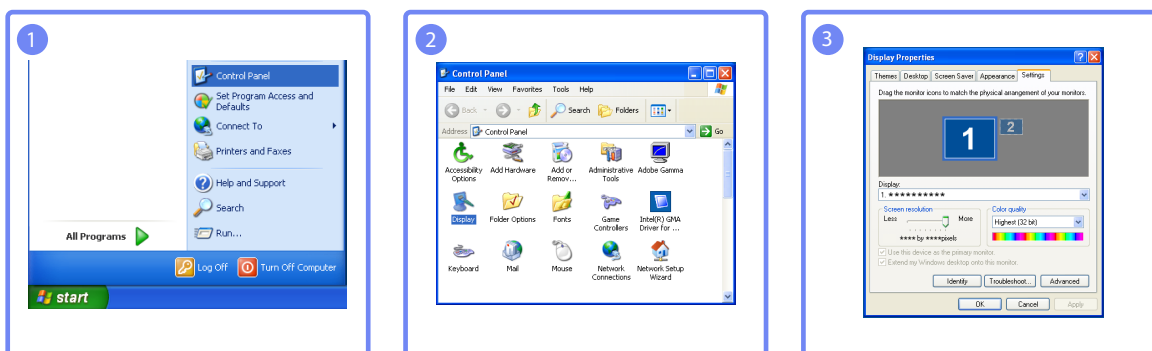 1
Control Panel
Set Program Access and
Defaults
Connect To
Printers and Faxes
Help and Support
Search
All Programs
Run...
Log Off
Turn Off Computer
start
2
Control Panel
File Edit View Favorites Tools Help
Back Search Folders
Address Control Panel Go
Accessibility Options
Add Hardware
Add or Remov...
Administrative Tools
Adobe Gamma
Display
Folder Options
Fonts
Game Controllers
Intel(R) GMA Driver for ...
Keyboard
Mail
Mouse
Network Connections
Network Setup Wizard
3
Display Properties
Themes Desktop Screen Saver Appearance Settings
Drag the monitor icons to match the physical arrangement of your monitors.
1 2
Display:
1. **********
Screen resolution
Less More
**** by ****pixels
Color quality
Highest (32 bit)
Use this device as the primary monitor.
Extend my Windows desktop onto this monitor.
Identify Troubleshoot... Advanced
OK Cancel Apply